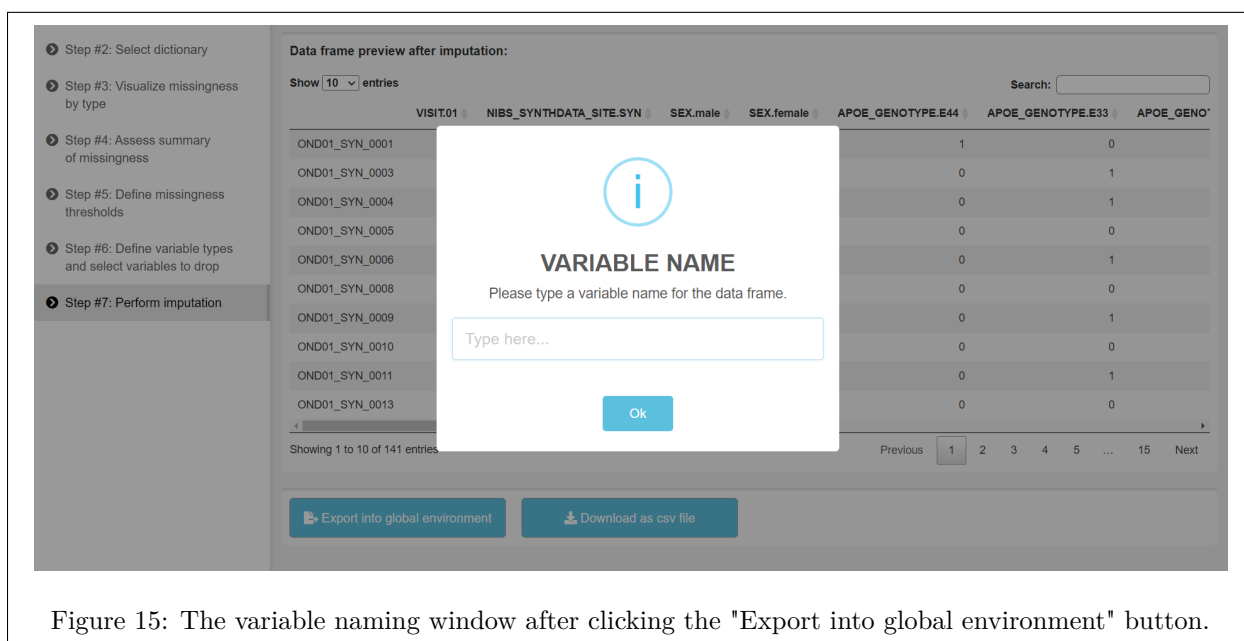 Step #2: Select dictionary
Step #3: Visualize missingness
by type
Step #4: Assess summary
of missingness
Step #5: Define missingness
thresholds
Step #6: Define variable types
and select variables to drop
Step #7: Perform imputation
Data frame preview after imputation:
Show 10 entries
Search:
VISIT.01 NIBS_SYNTHDATA_SITE.SYN SEX.male SEX.female APOE_GENOTYPE.E44 APOE_GENOTYPE.E33 APOE_GENO
OND01_SYN_0001 1 0
OND01_SYN_0003 0 1
OND01_SYN_0004 0 1
OND01_SYN_0005 0 0
OND01_SYN_0006 0 1
OND01_SYN_0008 0 0
OND01_SYN_0009 0 1
OND01_SYN_0010 0 0
OND01_SYN_0011 0 1
OND01_SYN_0013 0 0
i
VARIABLE NAME
Please type a variable name for the data frame.
Type here...
Ok
Showing 1 to 10 of 141 entries
Previous 1 2 3 4 5 ... 15 Next
Export into global environment
Download as csv file
Figure 15: The variable naming window after clicking the "Export into global environment" button.